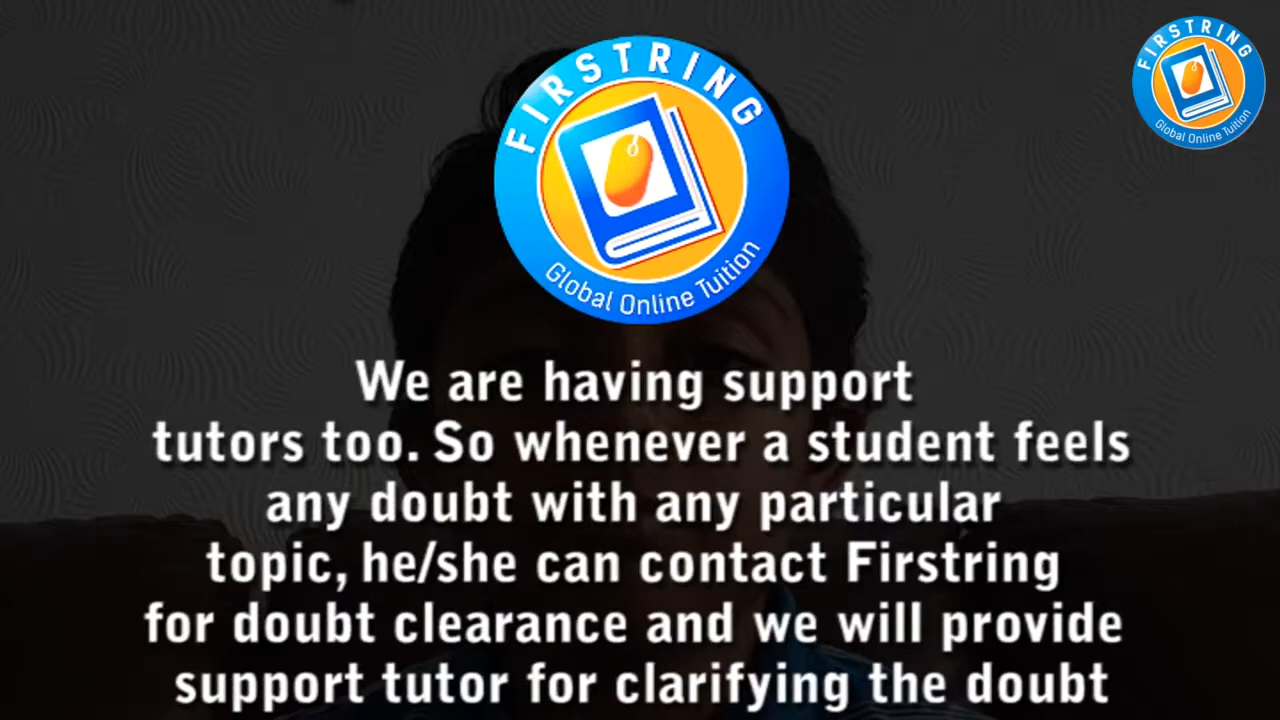 FIRSTRING
Global Online Tuition
FIRSTRING
Global Online Tuition
We are having support
tutors too. So whenever a student feels
any doubt with any particular
topic, he/she can contact Firstring
for doubt clearance and we will provide
support tutor for clarifying the doubt